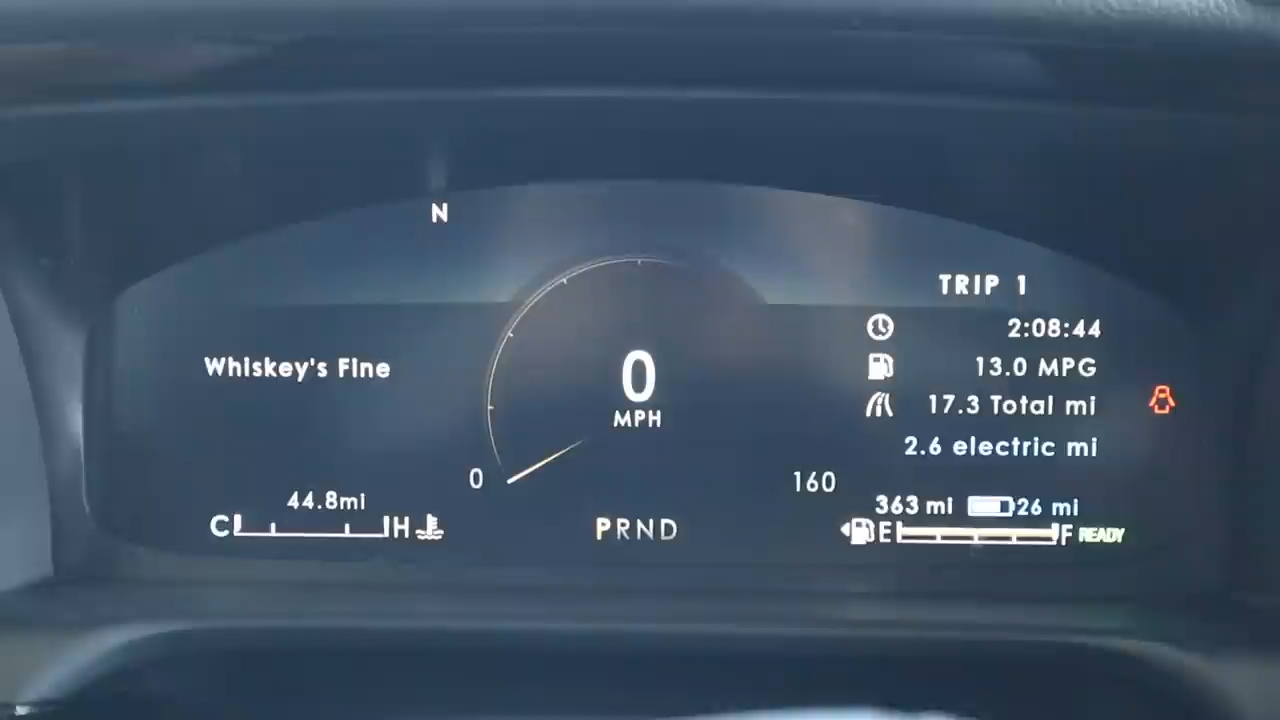 N
Whiskey's Fine
44.8mi
C H
0
MPH
0
160
PRND
TRIP 1
2:08:44
13.0 MPG
17.3 Total mi
2.6 electric mi
363 mi 26 mi
E F READY